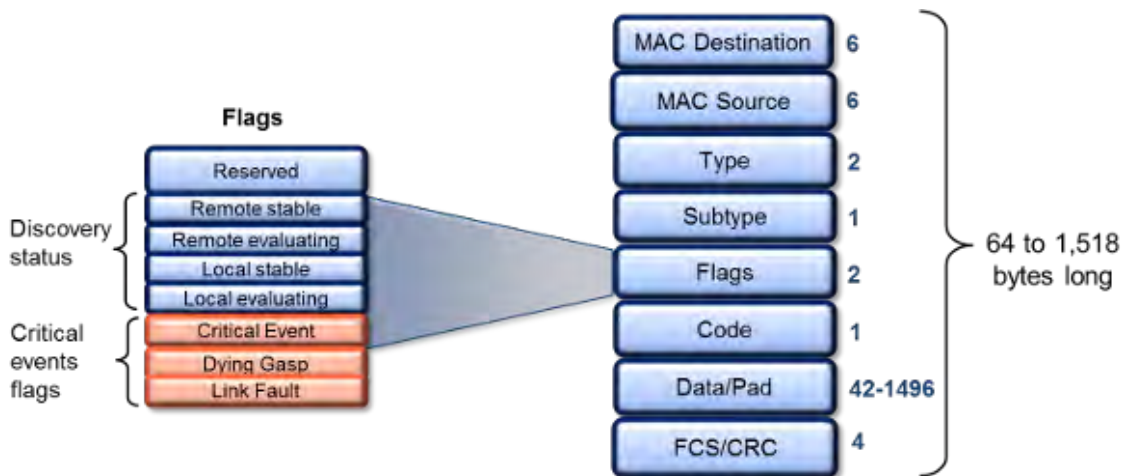 Flags
Reserved
Remote stable
Remote evaluating
Local stable
Local evaluating
Critical Event
Dying Gasp
Link Fault
Discovery
status
Critical
events
flags
MAC Destination 6
MAC Source 6
Type 2
Subtype 1
Flags 2
Code 1
Data/Pad 42-1496
FCS/CRC 4
64 to 1,518
bytes long